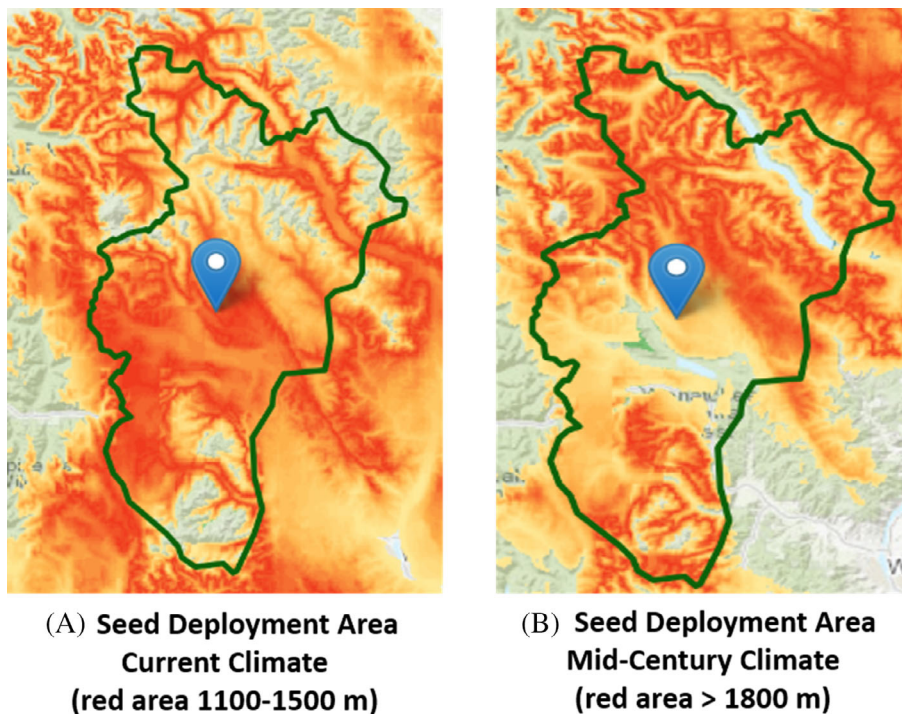 (A) Seed Deployment Area
Current Climate
(red area 1100-1500 m)
(B) Seed Deployment Area
Mid-Century Climate
(red area > 1800 m)